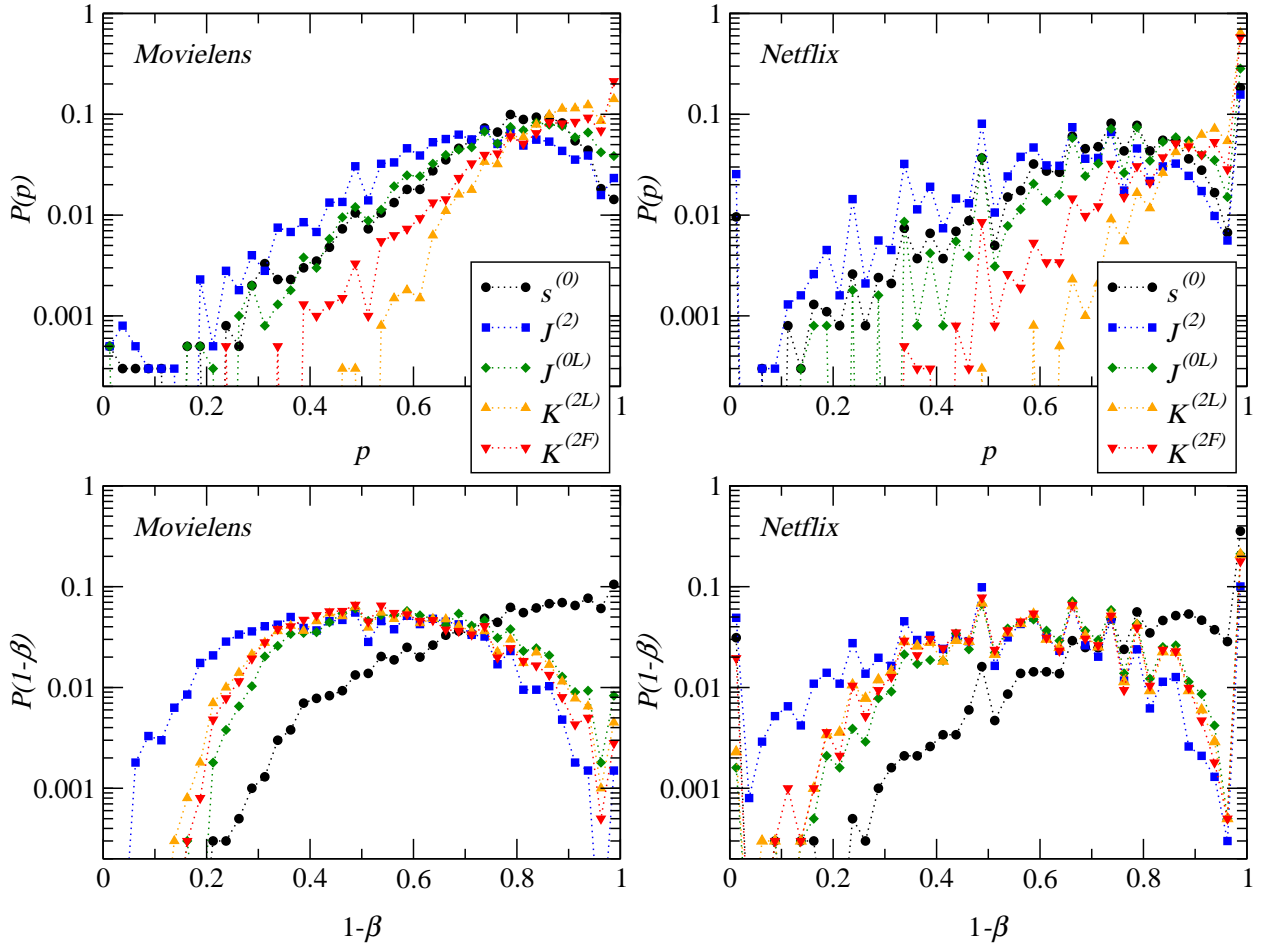 1
0.1
0.01
0.001
P(p)
Movielens
0
0.2
0.4
0.6
0.8
1
p
s^(0)
J^(2)
J^(0L)
K^(2L)
K^(2F)
1
0.1
0.01
0.001
P(p)
Netflix
0
0.2
0.4
0.6
0.8
1
p
s^(0)
J^(2)
J^(0L)
K^(2L)
K^(2F)
1
0.1
0.01
0.001
P(1-β)
Movielens
0
0.2
0.4
0.6
0.8
1
1-β
1
0.1
0.01
0.001
P(1-β)
Netflix
0
0.2
0.4
0.6
0.8
1
1-β